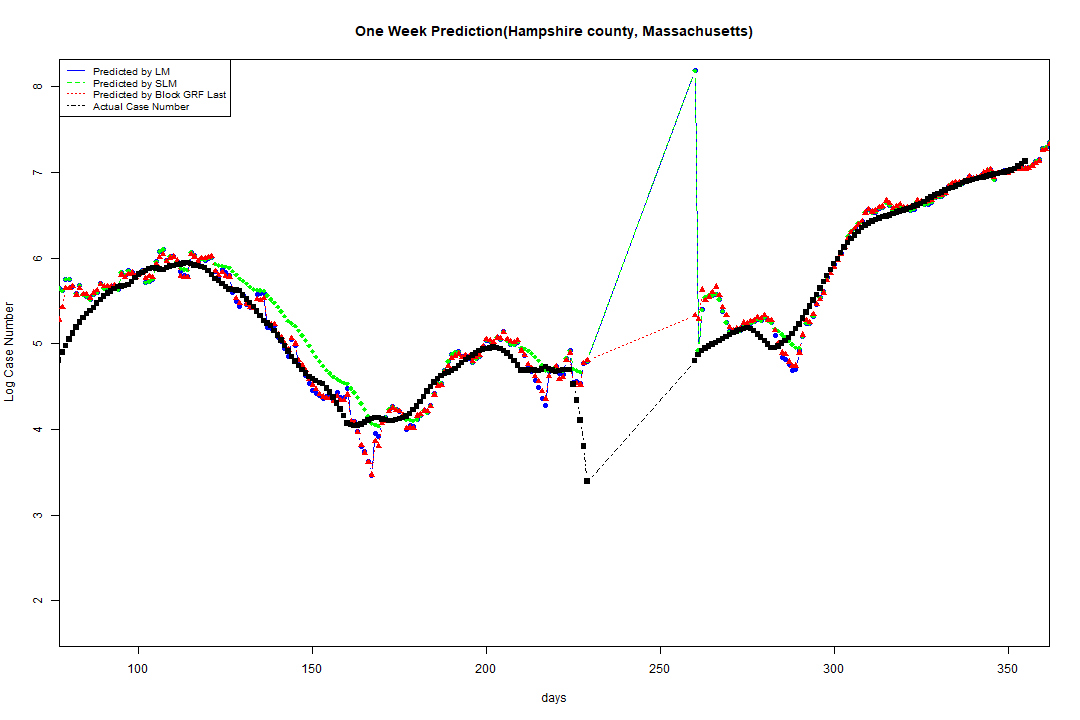 One Week Prediction(Hampshire county, Massachusetts)
Predicted by LM
Predicted by SLM
Predicted by Block GRF Last
Actual Case Number
8
7
6
5
4
3
2
Log Case Number
100 150 200 250 300 350
days